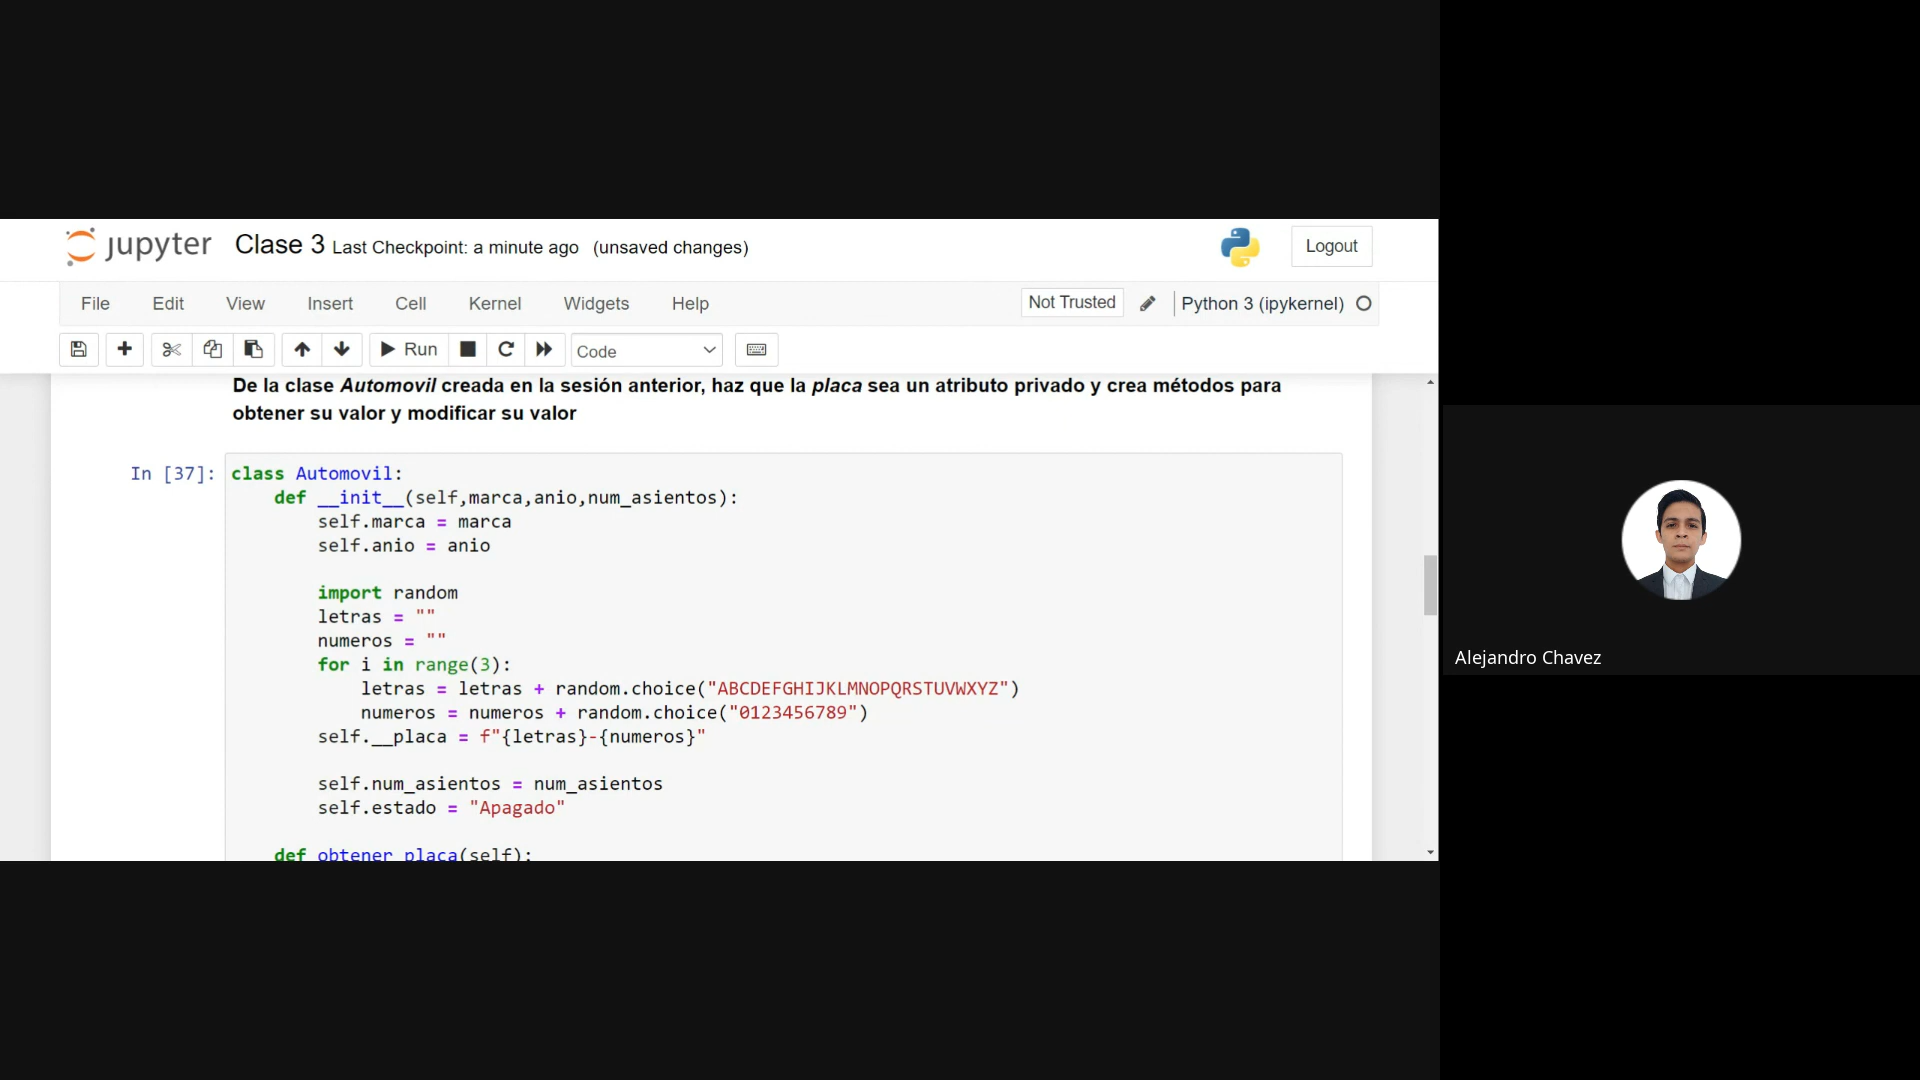 jupyter Clase 3 Last Checkpoint: a minute ago (unsaved changes)
Logout
File Edit View Insert Cell Kernel Widgets Help
Not Trusted
Python 3 (ipykernel)
Run
Code
De la clase Automovil creada en la sesión anterior, haz que la placa sea un atributo privado y crea métodos para
obtener su valor y modificar su valor
In [37]:
class Automovil:
    def __init__(self,marca,anio,num_asientos):
        self.marca = marca
        self.anio = anio
        import random
        letras = ""
        numeros = ""
        for i in range(3):
            letras = letras + random.choice("ABCDEFGHIJKLMNOPQRSTUVWXYZ")
            numeros = numeros + random.choice("0123456789")
        self.__placa = f"{letras}-{numeros}"
        self.num_asientos = num_asientos
        self.estado = "Apagado"
    def obtener_placa(self):
Alejandro Chavez